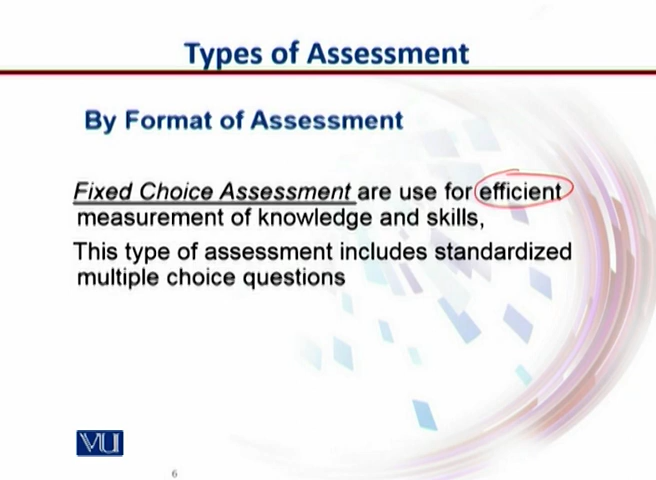 Types of Assessment
By Format of Assessment
Fixed Choice Assessment are use for efficient
measurement of knowledge and skills,
This type of assessment includes standardized
multiple choice questions
VU
6